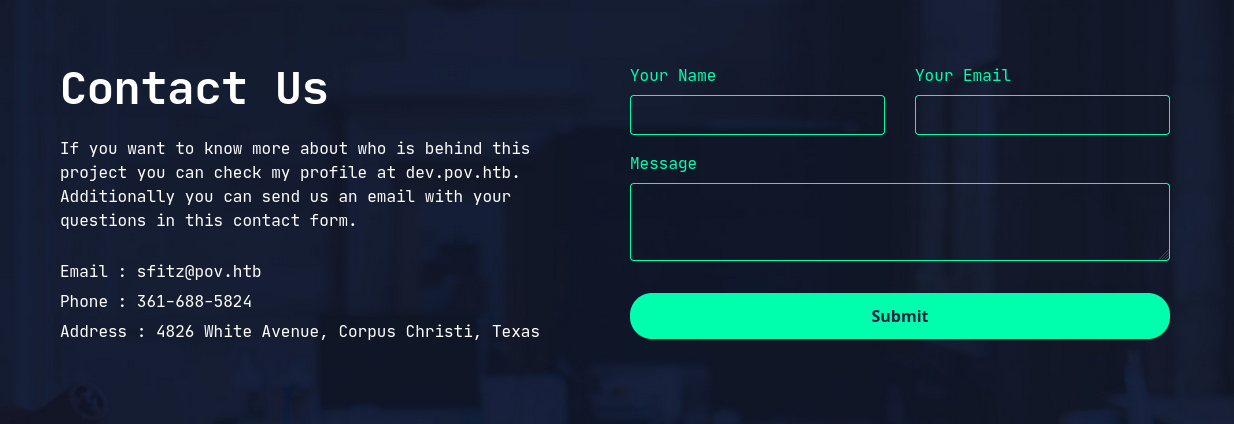 Contact Us
If you want to know more about who is behind this
project you can check my profile at dev.pov.htb.
Additionally you can send us an email with your
questions in this contact form.
Email : sfitz@pov.htb
Phone : 361-688-5824
Address : 4826 White Avenue, Corpus Christi, Texas
Your Name
Your Email
Message
Submit